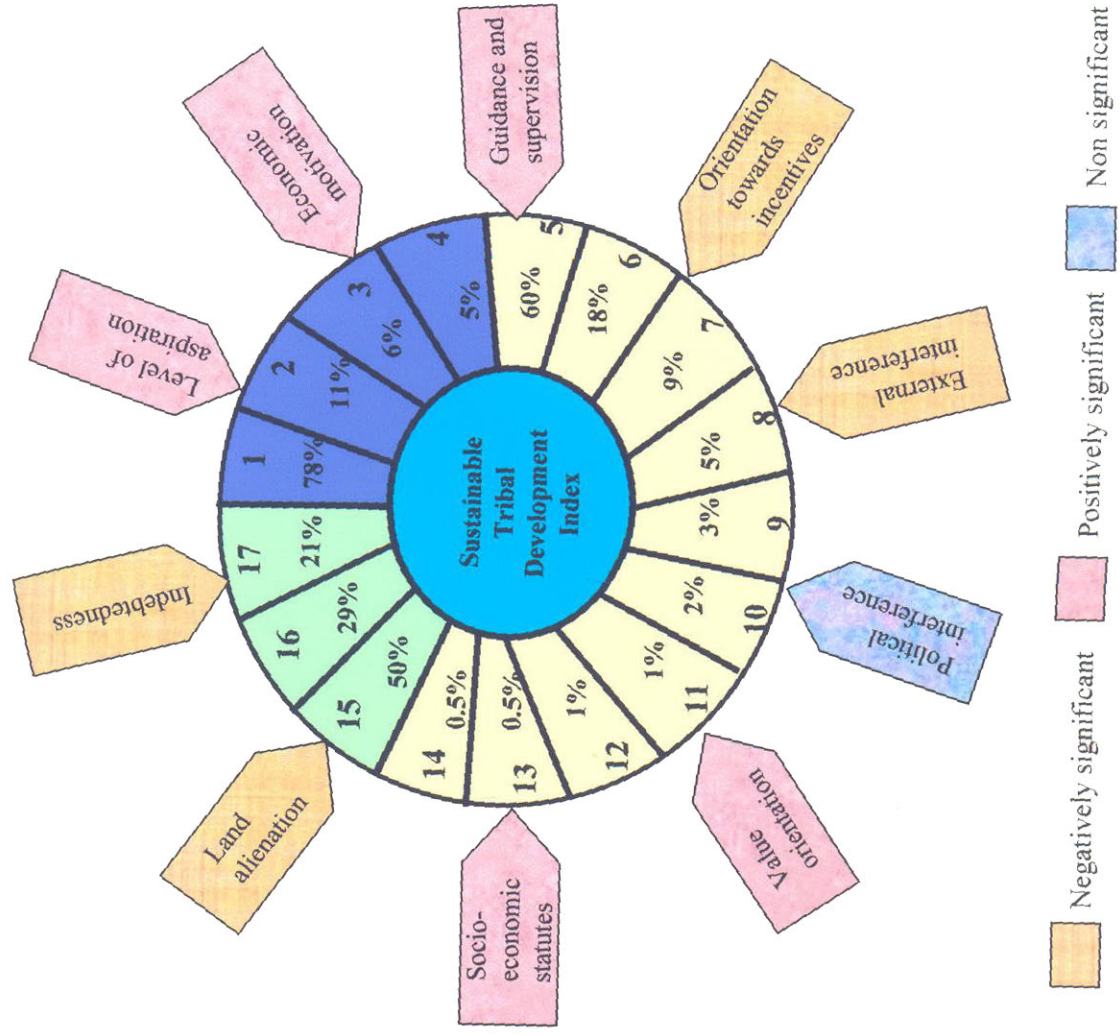 Sustainable
Tribal
Development
Index
1
78%
2
11%
3
6%
4
5%
5
60%
6
18%
7
9%
8
5%
9
3%
10
2%
11
1%
12
1%
13
0.5%
14
0.5%
15
50%
16
29%
17
21%
Level of
aspiration
Economic
motivation
Guidance and
supervision
Orientation
towards
incentives
External
interference
Political
interference
Value
orientation
Socio-
economic
statutes
Land
alienation
Indebtedness
Negatively significant
Positively significant
Non significant